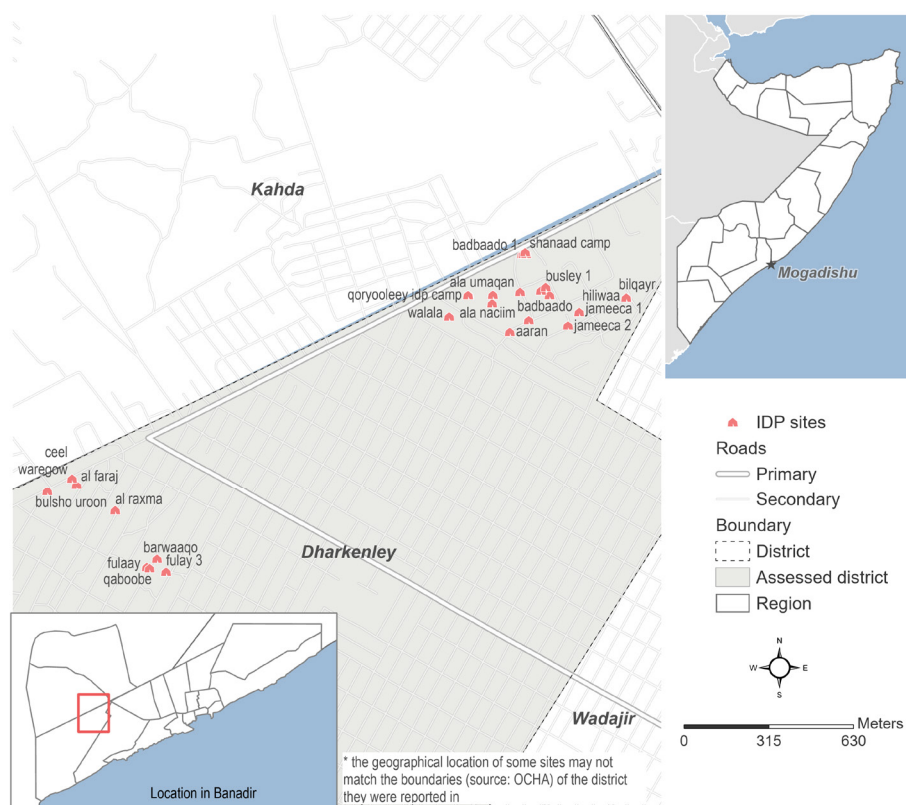 Kahda
badbaado 1
shanaad camp
ala umaqan
busley 1
qoryooleey idp camp
hiliwaa
bilqayr
badbaado
jameeca 1
walala
ala naciim
jameeca 2
aaran
ceel
waregow
al faraj
bulsho uroon
al raxma
barwaaqo
fulaay
fulay 3
qaboobe
Dharkenley
Wadajir
Location in Banadir
* the geographical location of some sites may not
match the boundaries (source: OCHA) of the district
they were reported in
Mogadishu
IDP sites
Roads
Primary
Secondary
Boundary
District
Assessed district
Region
N
W
E
S
Meters
0
315
630